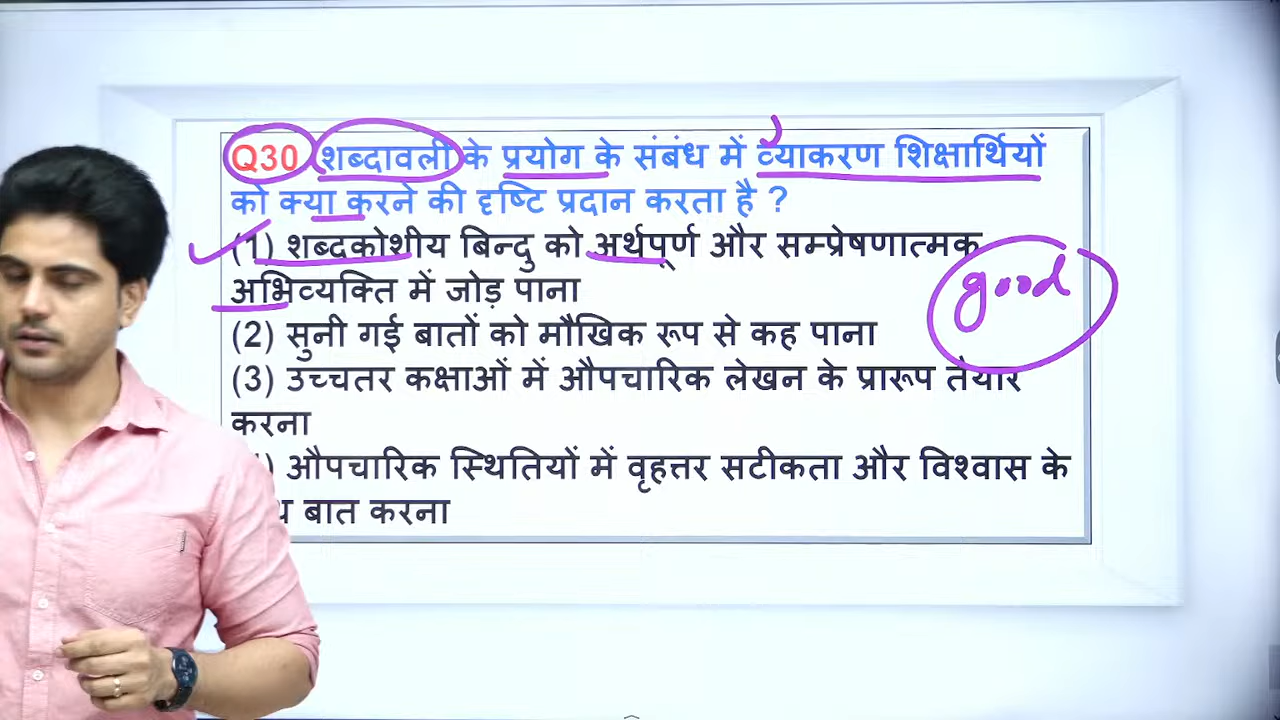 Q30 शब्दावली के प्रयोग के संबंध में व्याकरण शिक्षार्थियों
को क्या करने की दृष्टि प्रदान करता है ?
(1) शब्दकोशीय बिन्दु को अर्थपूर्ण और सम्प्रेषणात्मक
अभिव्यक्ति में जोड़ पाना
good
(2) सुनी गई बातों को मौखिक रूप से कह पाना
(3) उच्चतर कक्षाओं में औपचारिक लेखन के प्रारूप तैयार
करना
औपचारिक स्थितियों में वृहत्तर सटीकता और विश्वास के
बात करना